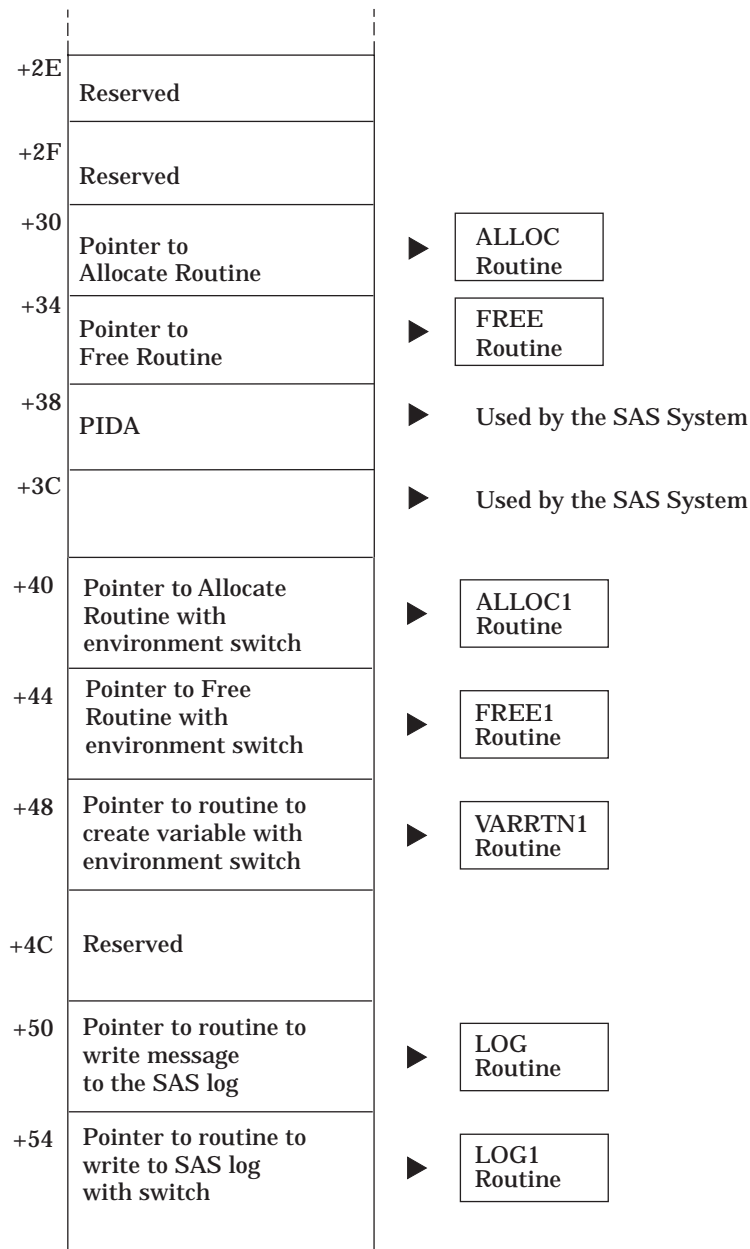 +2E
Reserved
+2F
Reserved
+30
Pointer to
Allocate Routine
ALLOC
Routine
+34
Pointer to
Free Routine
FREE
Routine
+38
PIDA
Used by the SAS System
+3C
Used by the SAS System
+40
Pointer to Allocate
Routine with
environment switch
ALLOC1
Routine
+44
Pointer to Free
Routine with
environment switch
FREE1
Routine
+48
Pointer to routine to
create variable with
environment switch
VARRTN1
Routine
+4C
Reserved
+50
Pointer to routine to
write message
to the SAS log
LOG
Routine
+54
Pointer to routine to
write to SAS log
with switch
LOG1
Routine